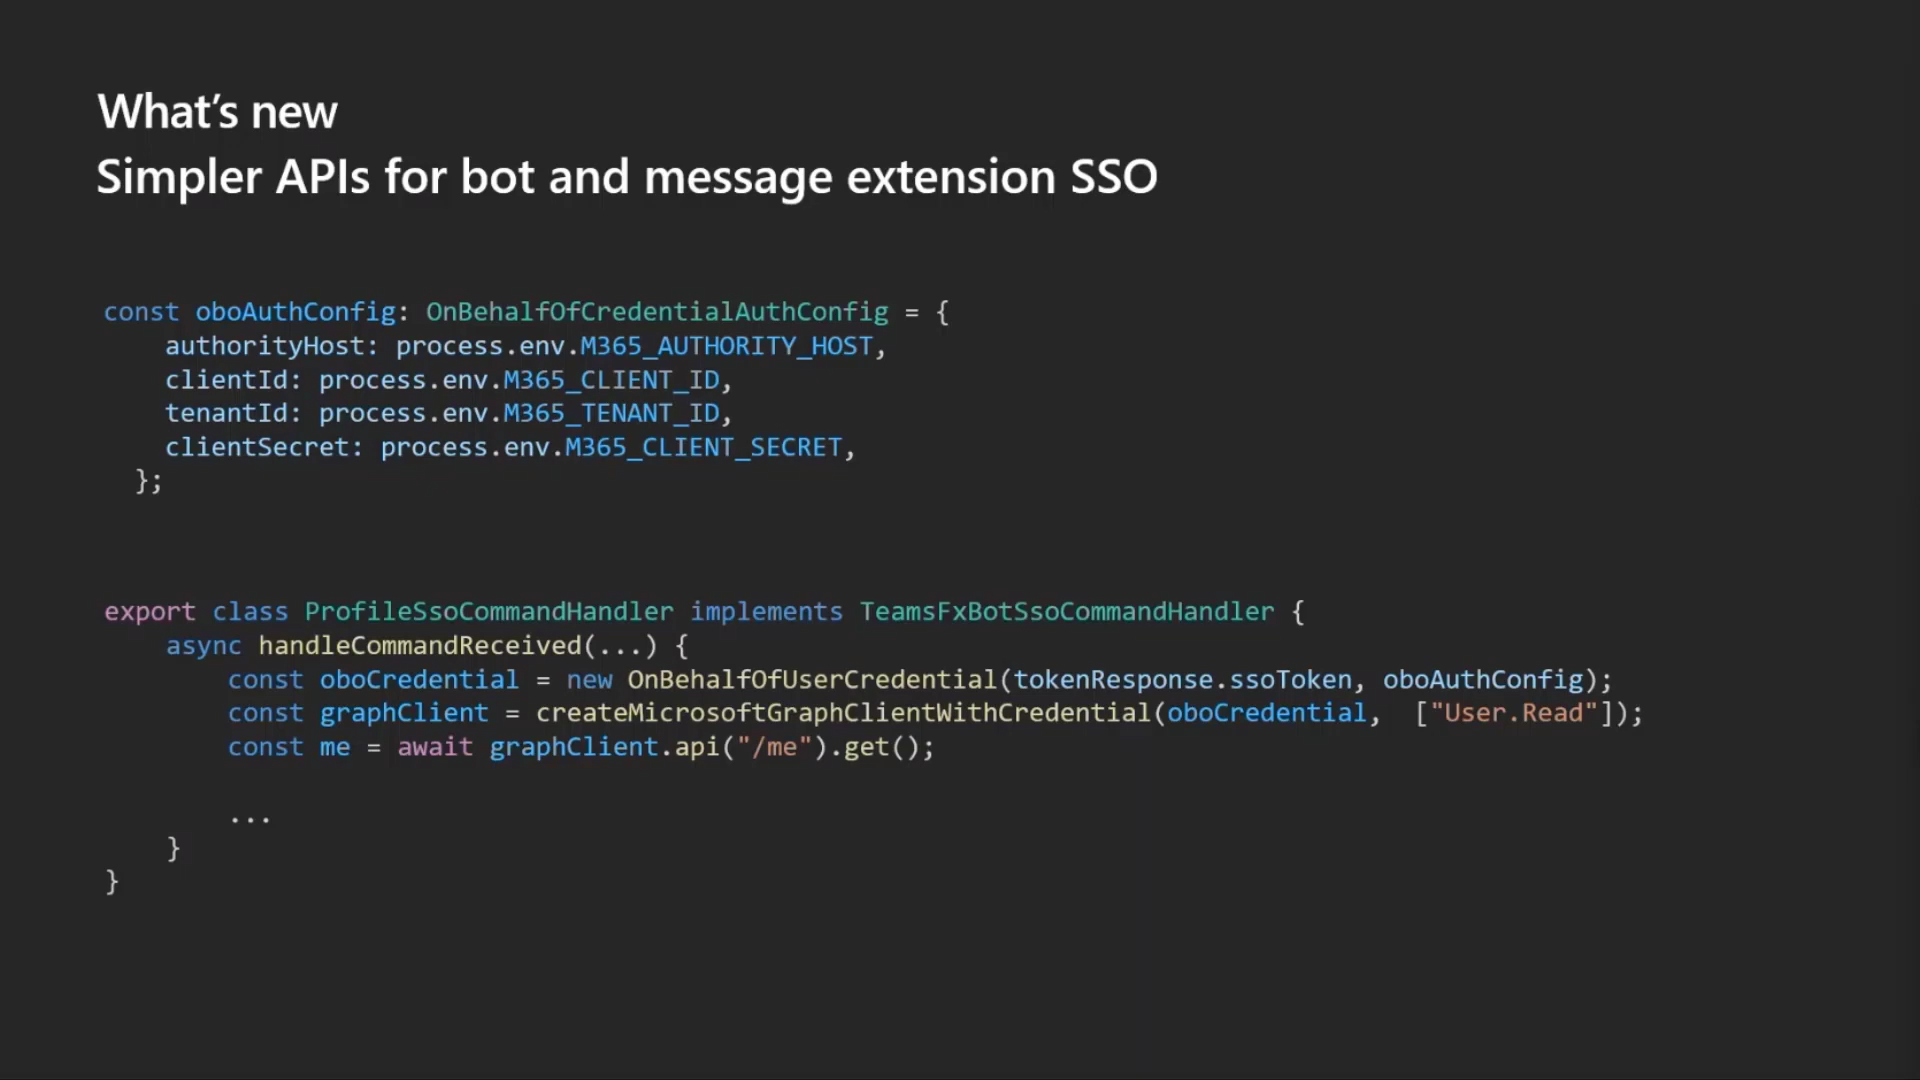 What's new
Simpler APIs for bot and message extension SSO
const oboAuthConfig: OnBehalfOfCredentialAuthConfig = {
    authorityHost: process.env.M365_AUTHORITY_HOST,
    clientId: process.env.M365_CLIENT_ID,
    tenantId: process.env.M365_TENANT_ID,
    clientSecret: process.env.M365_CLIENT_SECRET,
  };
export class ProfileSsoCommandHandler implements TeamsFxBotSsoCommandHandler {
    async handleCommandReceived(...) {
        const oboCredential = new OnBehalfOfUserCredential(tokenResponse.ssoToken, oboAuthConfig);
        const graphClient = createMicrosoftGraphClientWithCredential(oboCredential,  ["User.Read"]);
        const me = await graphClient.api("/me").get();
        ...
    }
}